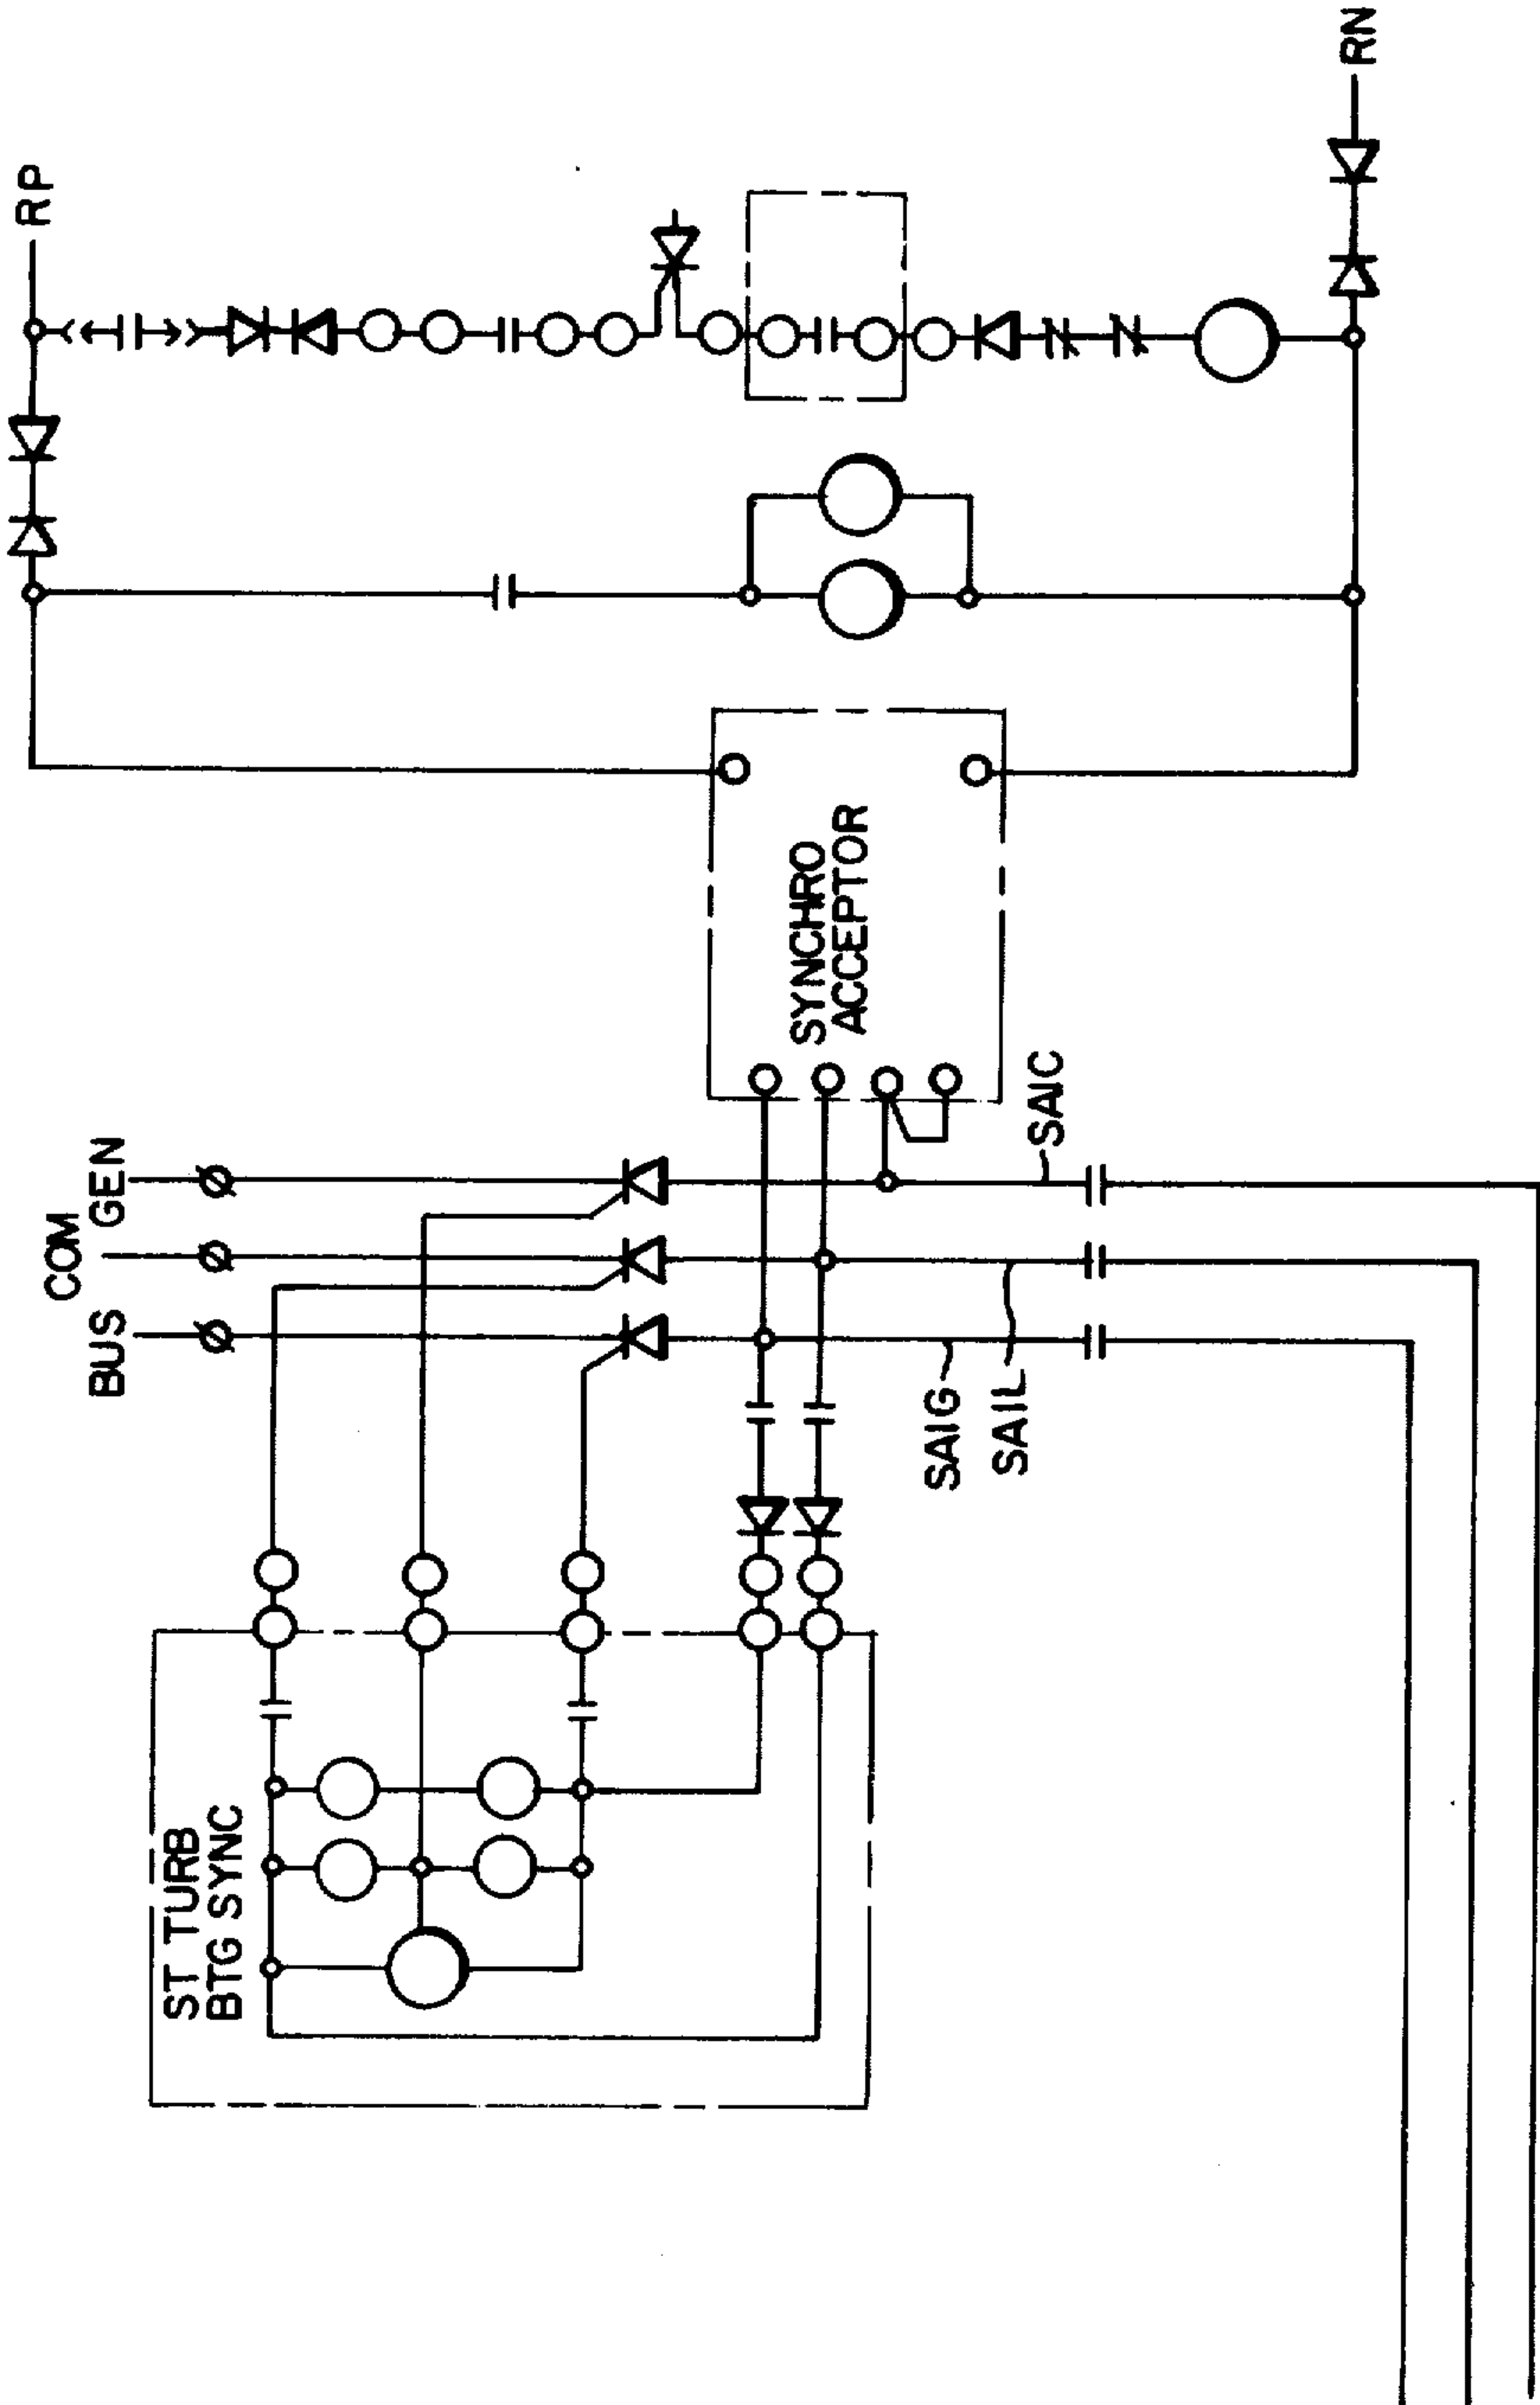 RP
RN
SYNCHRO
ACCEPTOR
GEN
COM
BUS
SAIC
SAIG
SAIL
ST TURB
BTG SYNC